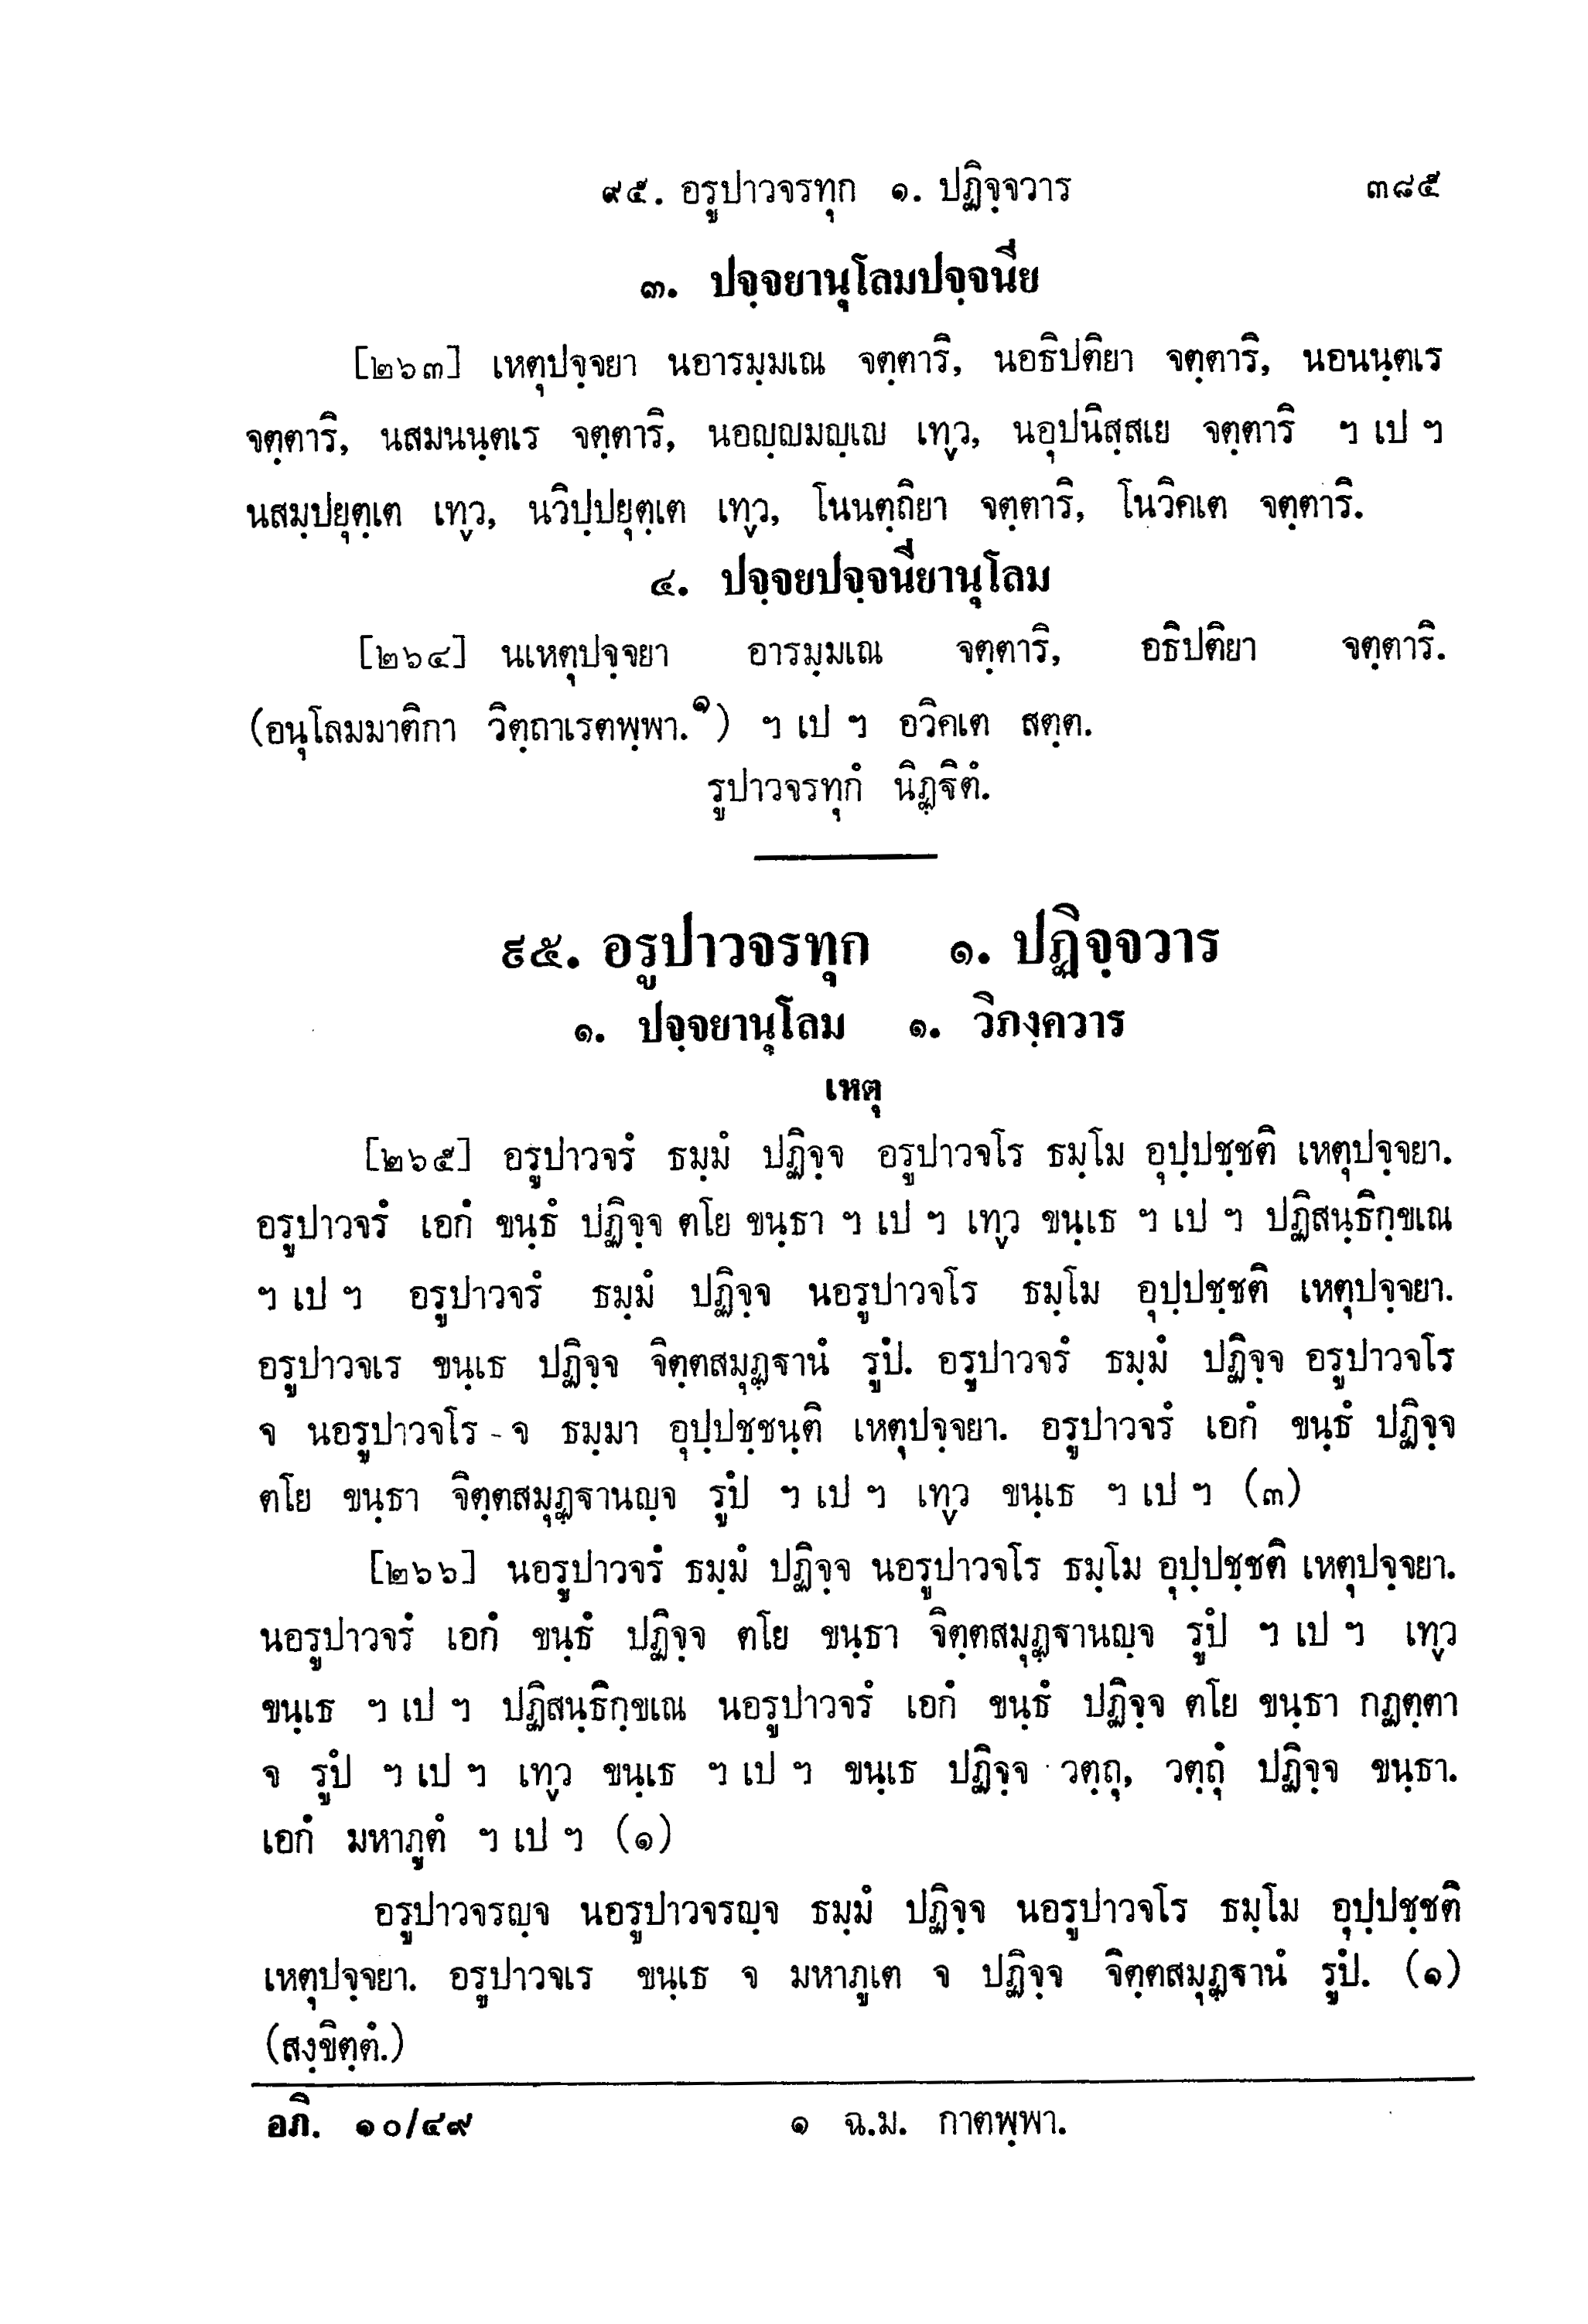 ๙๕. อรูปาวจรทุก ๑. ปฏิจฺจวาร ๓๘๕
๓. ปจฺจยานุโลมปจฺจนีย
[๒๖๓] เหตุปจฺจยา นอารมฺมเณ จตฺตาริ, นอธิปติยา จตฺตาริ, นอนนฺตเร
จตฺตาริ, นสมนนฺตเร จตฺตาริ, นอญฺญมญฺเญ เทฺว, นอุปนิสฺสเย จตฺตาริ ฯ เป ฯ
นสมฺปยุตฺเต เทฺว, นวิปฺปยุตฺเต เทฺว, โนนตฺถิยา จตฺตาริ, โนวิคเต จตฺตาริ.
๔. ปจฺจยปจฺจนียานุโลม
[๒๖๔] นเหตุปจฺจยา อารมฺมเณ จตฺตาริ, อธิปติยา จตฺตาริ.
(อนุโลมมาติกา วิตฺถาเรตพฺพา.๑) ฯ เป ฯ อวิคเต สตฺต.
รูปาวจรทุกํ นิฏฺฐิตํ.
๙๕. อรูปาวจรทุก ๑. ปฏิจฺจวาร
๑. ปจฺจยานุโลม ๑. วิภงฺควาร
เหตุ
[๒๖๕] อรูปาวจรํ ธมฺมํ ปฏิจฺจ อรูปาวจโร ธมฺโม อุปฺปชฺชติ เหตุปจฺจยา.
อรูปาวจรํ เอกํ ขนฺธํ ปฏิจฺจ ตโย ขนฺธา ฯ เป ฯ เทฺว ขนฺเธ ฯ เป ฯ ปฏิสนฺธิกฺขเณ
ฯ เป ฯ อรูปาวจรํ ธมฺมํ ปฏิจฺจ นอรูปาวจโร ธมฺโม อุปฺปชฺชติ เหตุปจฺจยา.
อรูปาวจเร ขนฺเธ ปฏิจฺจ จิตฺตสมุฏฺฐานํ รูปํ. อรูปาวจรํ ธมฺมํ ปฏิจฺจ อรูปาวจโร
จ นอรูปาวจโร จ ธมฺมา อุปฺปชฺชนฺติ เหตุปจฺจยา. อรูปาวจรํ เอกํ ขนฺธํ ปฏิจฺจ
ตโย ขนฺธา จิตฺตสมุฏฺฐานญฺจ รูปํ ฯ เป ฯ เทฺว ขนฺเธ ฯ เป ฯ (๓)
[๒๖๖] นอรูปาวจรํ ธมฺมํ ปฏิจฺจ นอรูปาวจโร ธมฺโม อุปฺปชฺชติ เหตุปจฺจยา.
นอรูปาวจรํ เอกํ ขนฺธํ ปฏิจฺจ ตโย ขนฺธา จิตฺตสมุฏฺฐานญฺจ รูปํ ฯ เป ฯ เทฺว
ขนฺเธ ฯ เป ฯ ปฏิสนฺธิกฺขเณ นอรูปาวจรํ เอกํ ขนฺธํ ปฏิจฺจ ตโย ขนฺธา กฏตฺตา
จ รูปํ ฯ เป ฯ เทฺว ขนฺเธ ฯ เป ฯ ขนฺเธ ปฏิจฺจ วตฺถุ, วตฺถุํ ปฏิจฺจ ขนฺธา.
เอกํ มหาภูตํ ฯ เป ฯ (๑)
อรูปาวจรญฺจ นอรูปาวจรญฺจ ธมฺมํ ปฏิจฺจ นอรูปาวจโร ธมฺโม อุปฺปชฺชติ
เหตุปจฺจยา. อรูปาวจเร ขนฺเธ จ มหาภูเต จ ปฏิจฺจ จิตฺตสมุฏฺฐานํ รูปํ. (๑)
(สงฺขิตฺตํ.)
อภิ. ๑๐/๔๙ ๑ ฉ.ม. กาตพฺพา.